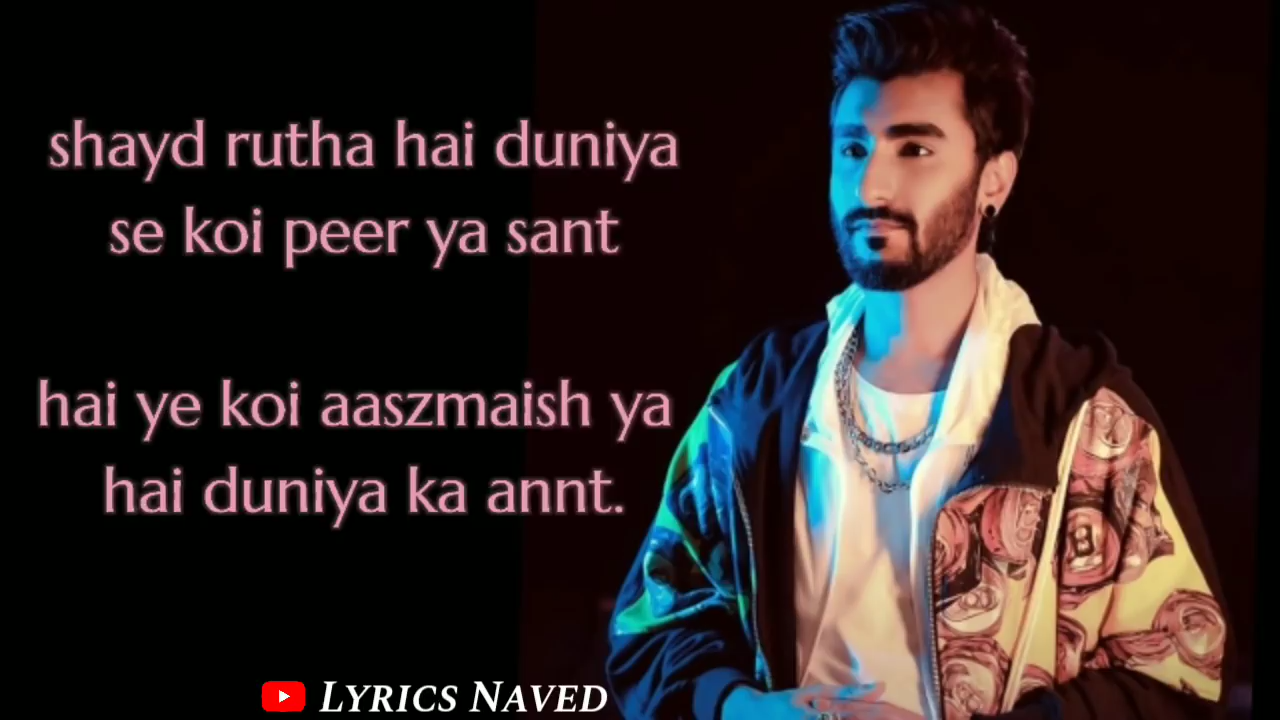 shayd rutha hai duniya
se koi peer ya sant
hai ye koi aaszmaish ya
hai duniya ka annt.
LYRICS NAVED